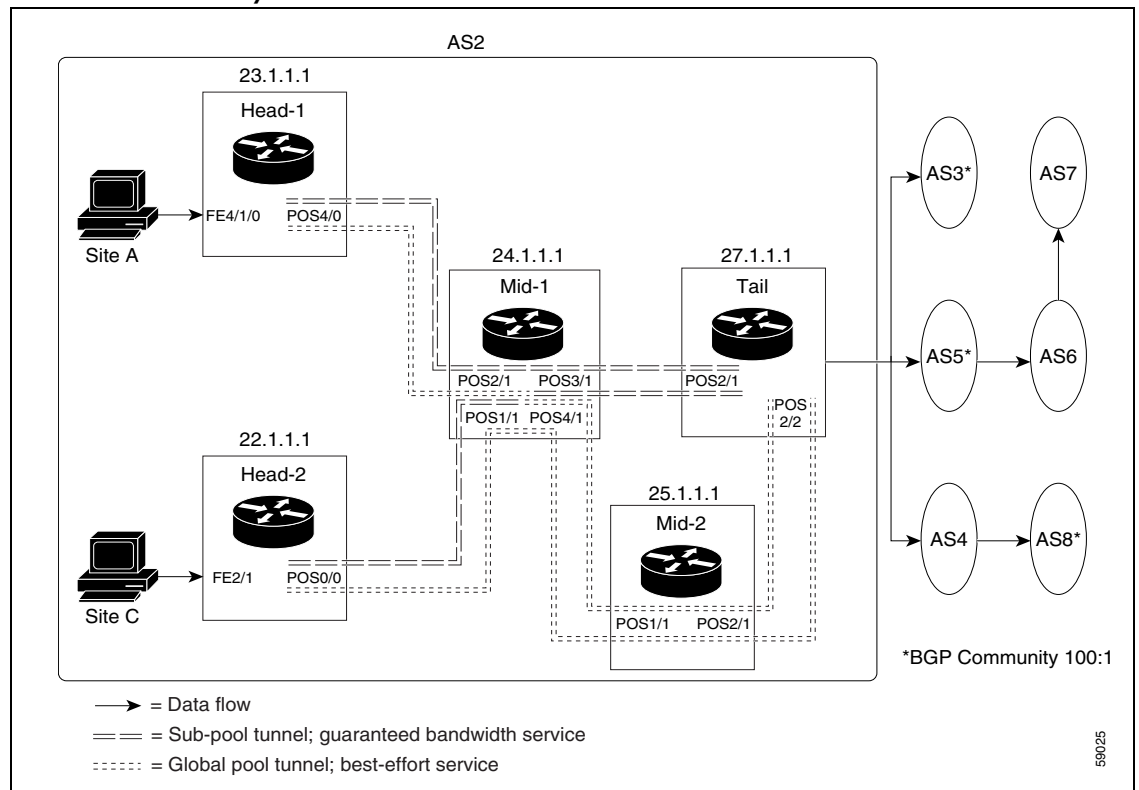 AS2
23.1.1.1
Head-1
FE4/1/0 POS4/0
Site A
24.1.1.1
Mid-1
POS2/1 POS3/1
POS1/1 POS4/1
27.1.1.1
Tail
POS2/1
POS
2/2
22.1.1.1
Head-2
FE2/1 POS0/0
Site C
25.1.1.1
Mid-2
POS1/1 POS2/1
AS3* AS7
AS5* AS6
AS4 AS8*
*BGP Community 100:1
= Data flow
= Sub-pool tunnel; guaranteed bandwidth service
= Global pool tunnel; best-effort service
59025